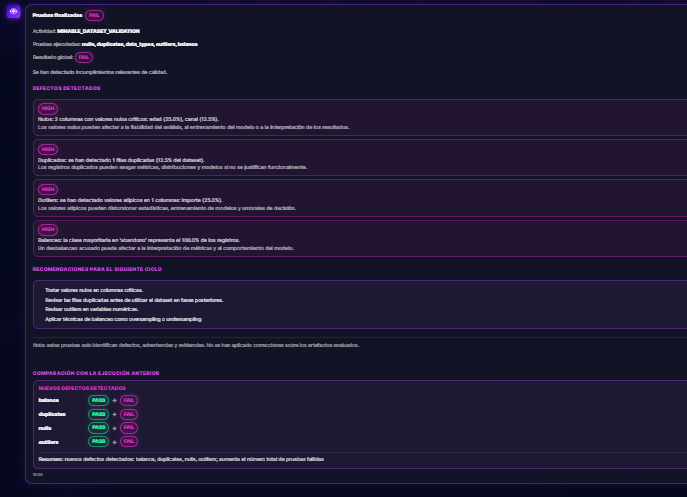 Pruebas finalizadas FAIL
Actividad: MINABLE_DATASET_VALIDATION
Pruebas ejecutadas: nulls, duplicates, data_types, outliers, balance
Resultado global: FAIL
Se han detectado incumplimientos relevantes de calidad.
DEFECTOS DETECTADOS
HIGH
Nulos: 2 columnas con valores nulos críticos: edad (25.0%), canal (12.5%).
Los valores nulos pueden afectar a la fiabilidad del análisis, al entrenamiento del modelo o a la interpretación de los resultados.
HIGH
Duplicados: se han detectado 1 filas duplicadas (12.5% del dataset).
Los registros duplicados pueden sesgar métricas, distribuciones y modelos si no se justifican funcionalmente.
HIGH
Outliers: se han detectado valores atípicos en 1 columnas: importe (25.0%).
Los valores atípicos pueden distorsionar estadísticas, entrenamiento de modelos y umbrales de decisión.
HIGH
Balanceo: la clase mayoritaria en 'abandono' representa el 100.0% de los registros.
Un desbalanceo acusado puede afectar a la interpretación de métricas y al comportamiento del modelo.
RECOMENDACIONES PARA EL SIGUIENTE CICLO
Tratar valores nulos en columnas críticas.
Revisar las filas duplicadas antes de utilizar el dataset en fases posteriores.
Revisar outliers en variables numéricas.
Aplicar técnicas de balanceo como oversampling o undersampling
Nota: estas pruebas solo identifican defectos, advertencias y evidencias. No se han aplicado correcciones sobre los artefactos evaluados.
COMPARACIÓN CON LA EJECUCIÓN ANTERIOR
NUEVOS DEFECTOS DETECTADOS
balance PASS → FAIL
duplicates PASS → FAIL
nulls PASS → FAIL
outliers PASS → FAIL
Resumen: nuevos defectos detectados: balance, duplicates, nulls, outliers; aumenta el número total de pruebas fallidas